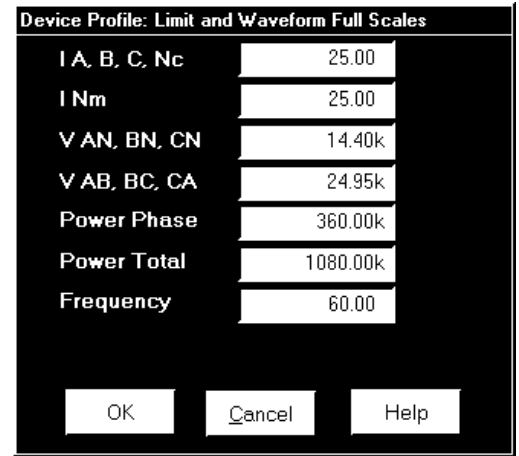 Device Profile: Limit and Waveform Full Scales
I A, B, C, Nc 25.00
I Nm 25.00
V AN, BN, CN 14.40k
V AB, BC, CA 24.95k
Power Phase 360.00k
Power Total 1080.00k
Frequency 60.00
OK Cancel Help